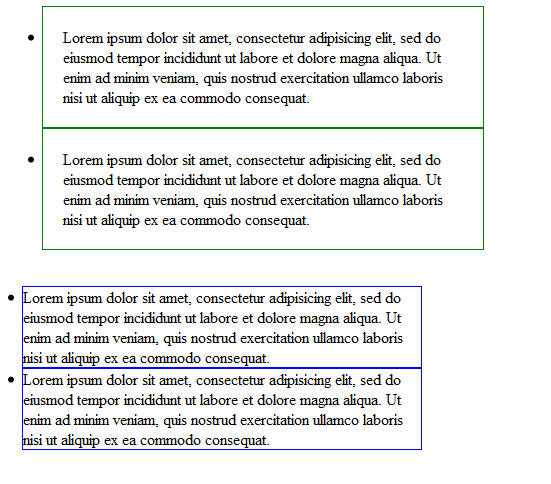 Lorem ipsum dolor sit amet, consectetur adipisicing elit, sed do
eiusmod tempor incididunt ut labore et dolore magna aliqua. Ut
enim ad minim veniam, quis nostrud exercitation ullamco laboris
nisi ut aliquip ex ea commodo consequat.
Lorem ipsum dolor sit amet, consectetur adipisicing elit, sed do
eiusmod tempor incididunt ut labore et dolore magna aliqua. Ut
enim ad minim veniam, quis nostrud exercitation ullamco laboris
nisi ut aliquip ex ea commodo consequat.
Lorem ipsum dolor sit amet, consectetur adipisicing elit, sed do
eiusmod tempor incididunt ut labore et dolore magna aliqua. Ut
enim ad minim veniam, quis nostrud exercitation ullamco laboris
nisi ut aliquip ex ea commodo consequat.
Lorem ipsum dolor sit amet, consectetur adipisicing elit, sed do
eiusmod tempor incididunt ut labore et dolore magna aliqua. Ut
enim ad minim veniam, quis nostrud exercitation ullamco laboris
nisi ut aliquip ex ea commodo consequat.